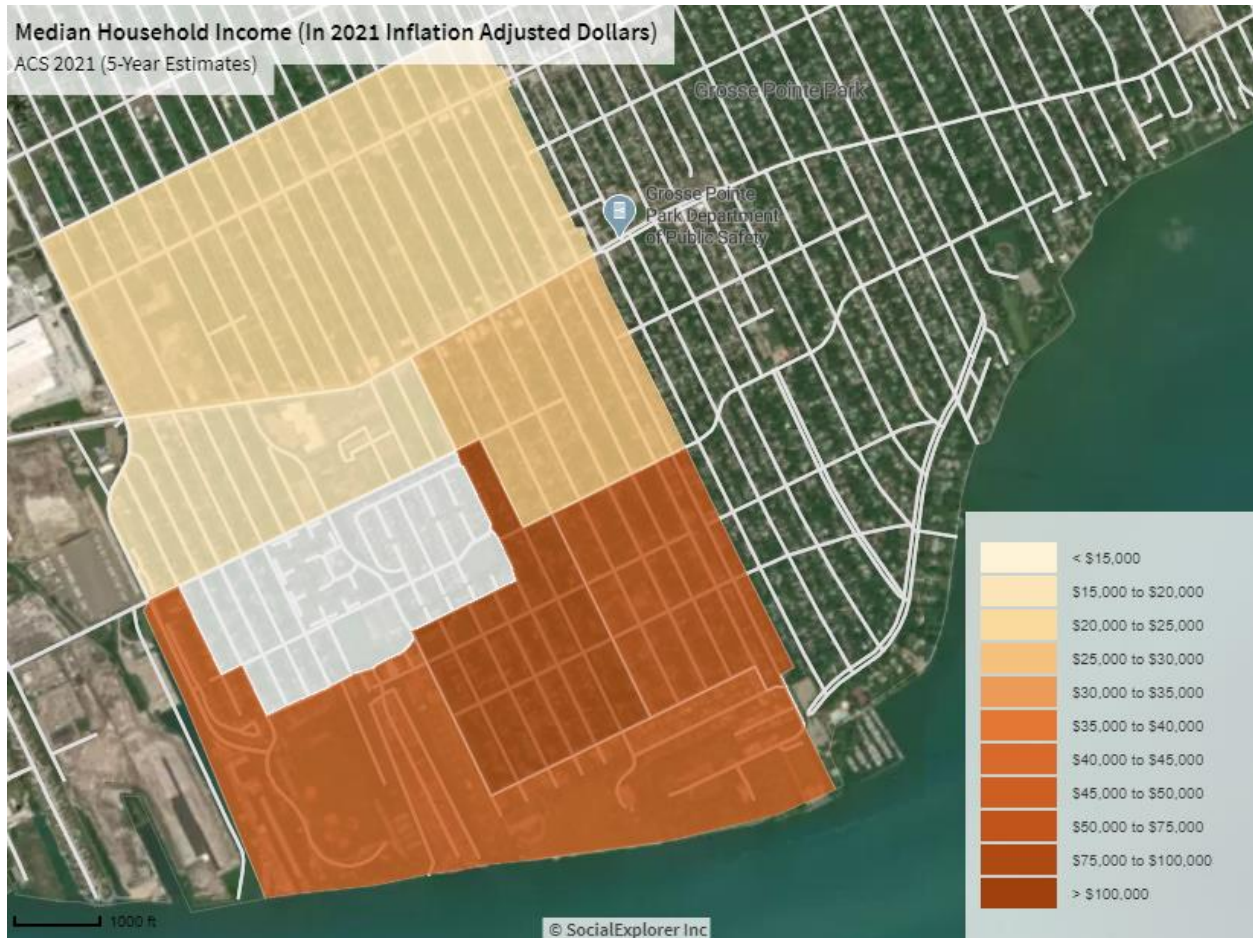 Median Household Income (In 2021 Inflation Adjusted Dollars)
ACS 2021 (5-Year Estimates)
Grosse Pointe Park
Grosse Pointe
Park Department
of Public Safety
< $15,000
$15,000 to $20,000
$20,000 to $25,000
$25,000 to $30,000
$30,000 to $35,000
$35,000 to $40,000
$40,000 to $45,000
$45,000 to $50,000
$50,000 to $75,000
$75,000 to $100,000
> $100,000
1000 ft
© SocialExplorer Inc